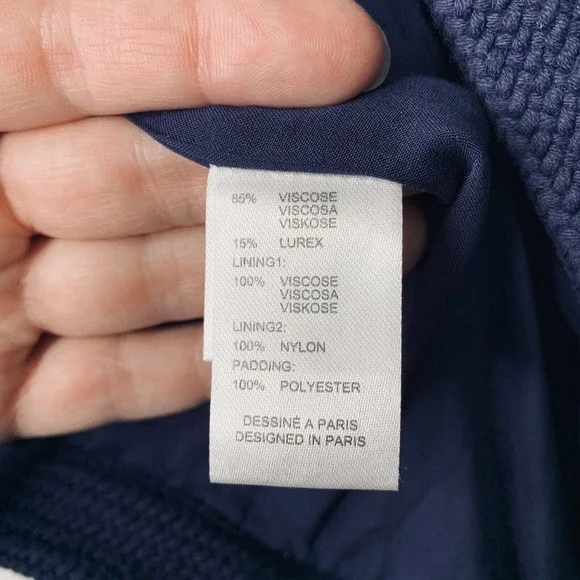 85% VISCOSE
VISCOSA
VISKOSE
15% LUREX
LINING1:
100% VISCOSE
VISCOSA
VISKOSE
LINING2:
100% NYLON
PADDING:
100% POLYESTER
DESSINÉ A PARIS
DESIGNED IN PARIS